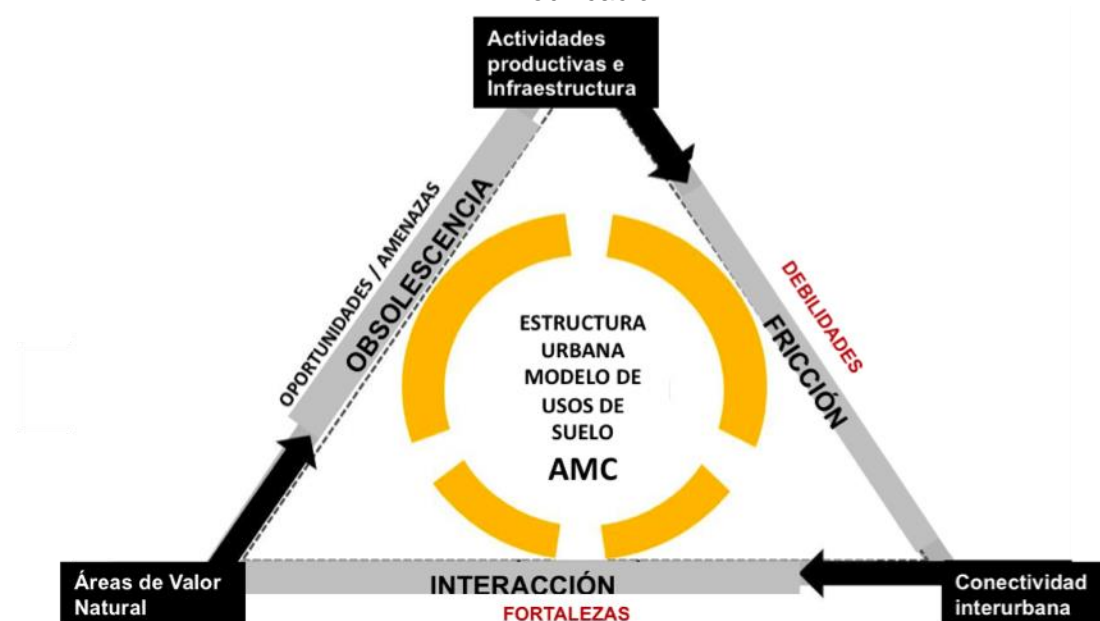 Actividades
productivas e
Infraestructura
OPORTUNIDADES / AMENAZAS
OBSOLESCENCIA
DEBILIDADES
FRICCIÓN
ESTRUCTURA
URBANA
MODELO DE
USOS DE
SUELO
AMC
Áreas de Valor
Natural
INTERACCIÓN
FORTALEZAS
Conectividad
interurbana